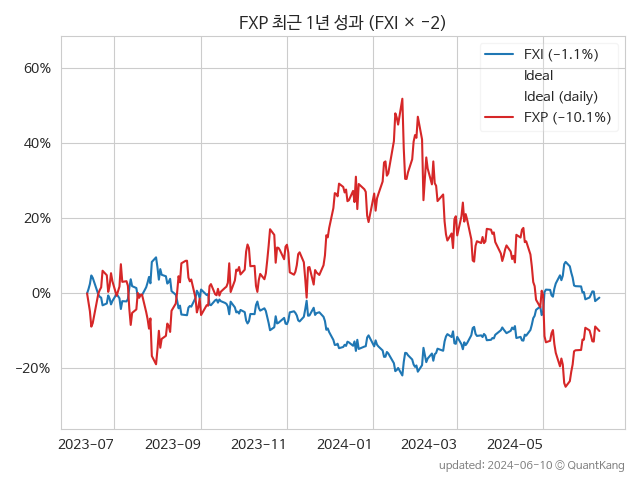 FXP 최근 1년 성과 (FXI × −2)
FXI (−1.1%)
Ideal
Ideal (daily)
FXP (−10.1%)
60%
40%
20%
0%
−20%
2023−07 2023−09 2023−11 2024−01 2024−03 2024−05
updated: 2024-06-10 © QuantKang